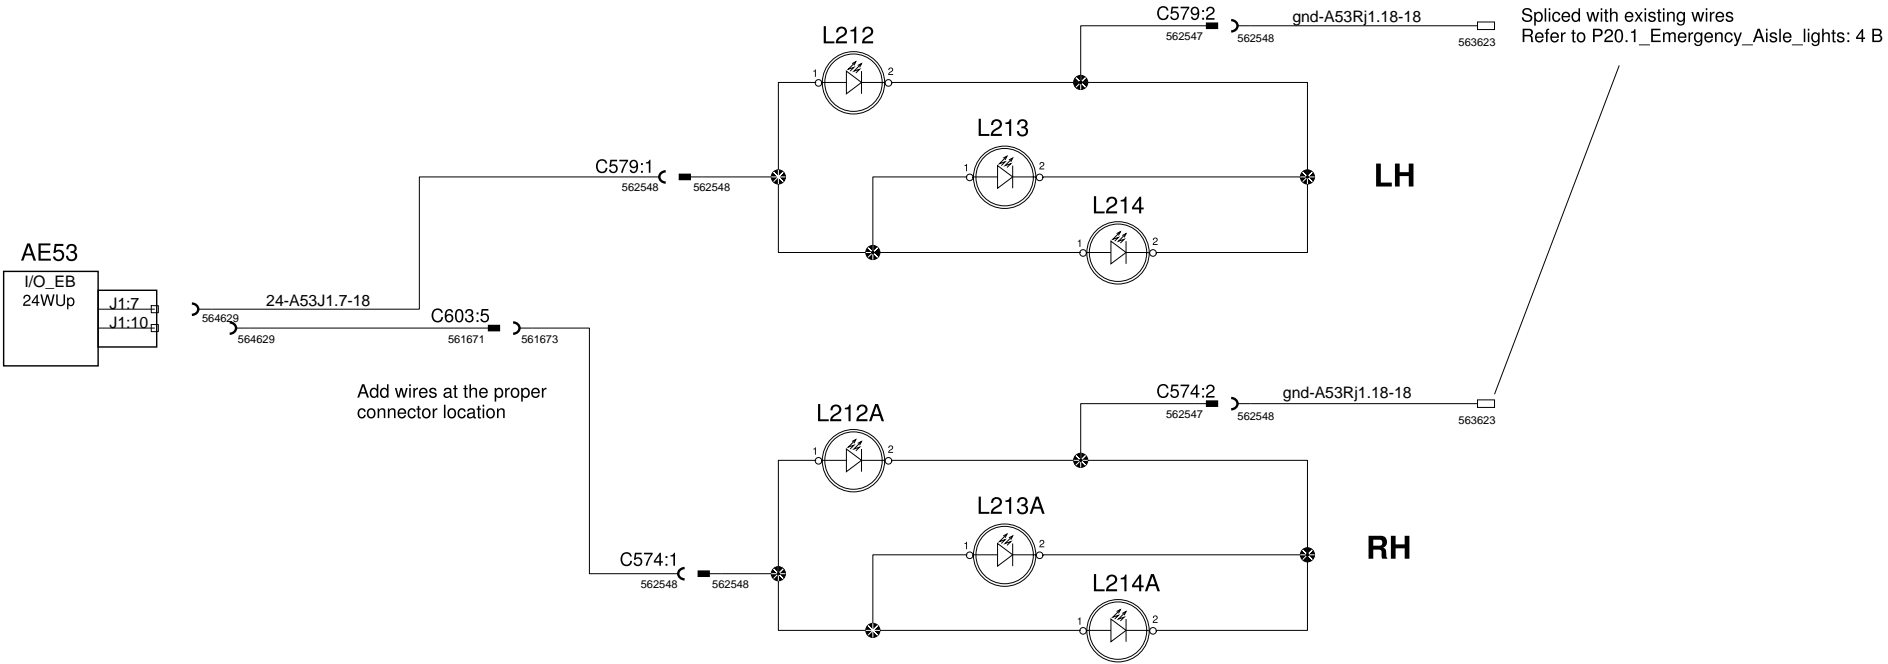 C579:2
562547
562548
gnd-A53Rj1.18-18
563623
Spliced with existing wires
Refer to P20.1_Emergency_Aisle_lights: 4 B
L212
1
2
L213
1
2
C579:1
562548
562548
LH
L214
1
2
AE53
I/O_EB
24WUp
J1:7
J1:10
564629
24-A53J1.7-18
564629
C603:5
561671
561673
Add wires at the proper
connector location
C574:2
562547
562548
gnd-A53Rj1.18-18
563623
L212A
1
2
L213A
1
2
RH
C574:1
562548
562548
L214A
1
2